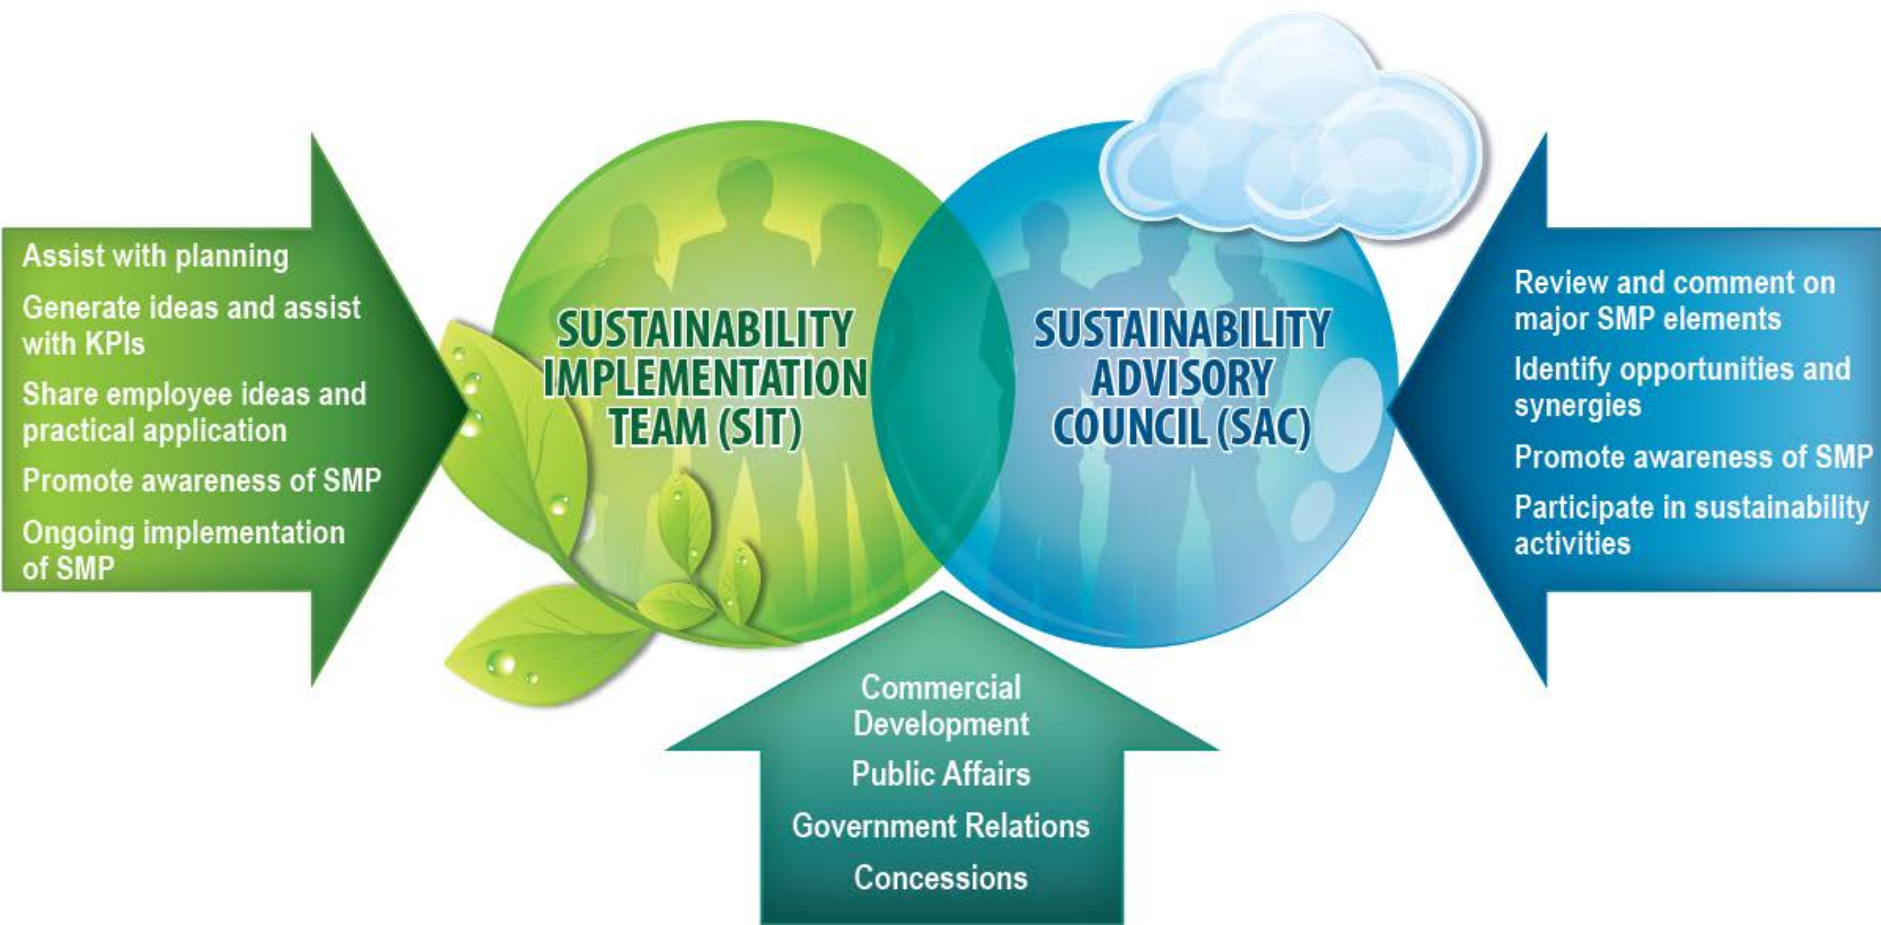 Assist with planning
Generate ideas and assist
with KPIs
Share employee ideas and
practical application
Promote awareness of SMP
Ongoing implementation
of SMP
SUSTAINABILITY
IMPLEMENTATION
TEAM (SIT)
SUSTAINABILITY
ADVISORY
COUNCIL (SAC)
Review and comment on
major SMP elements
Identify opportunities and
synergies
Promote awareness of SMP
Participate in sustainability
activities
Commercial
Development
Public Affairs
Government Relations
Concessions